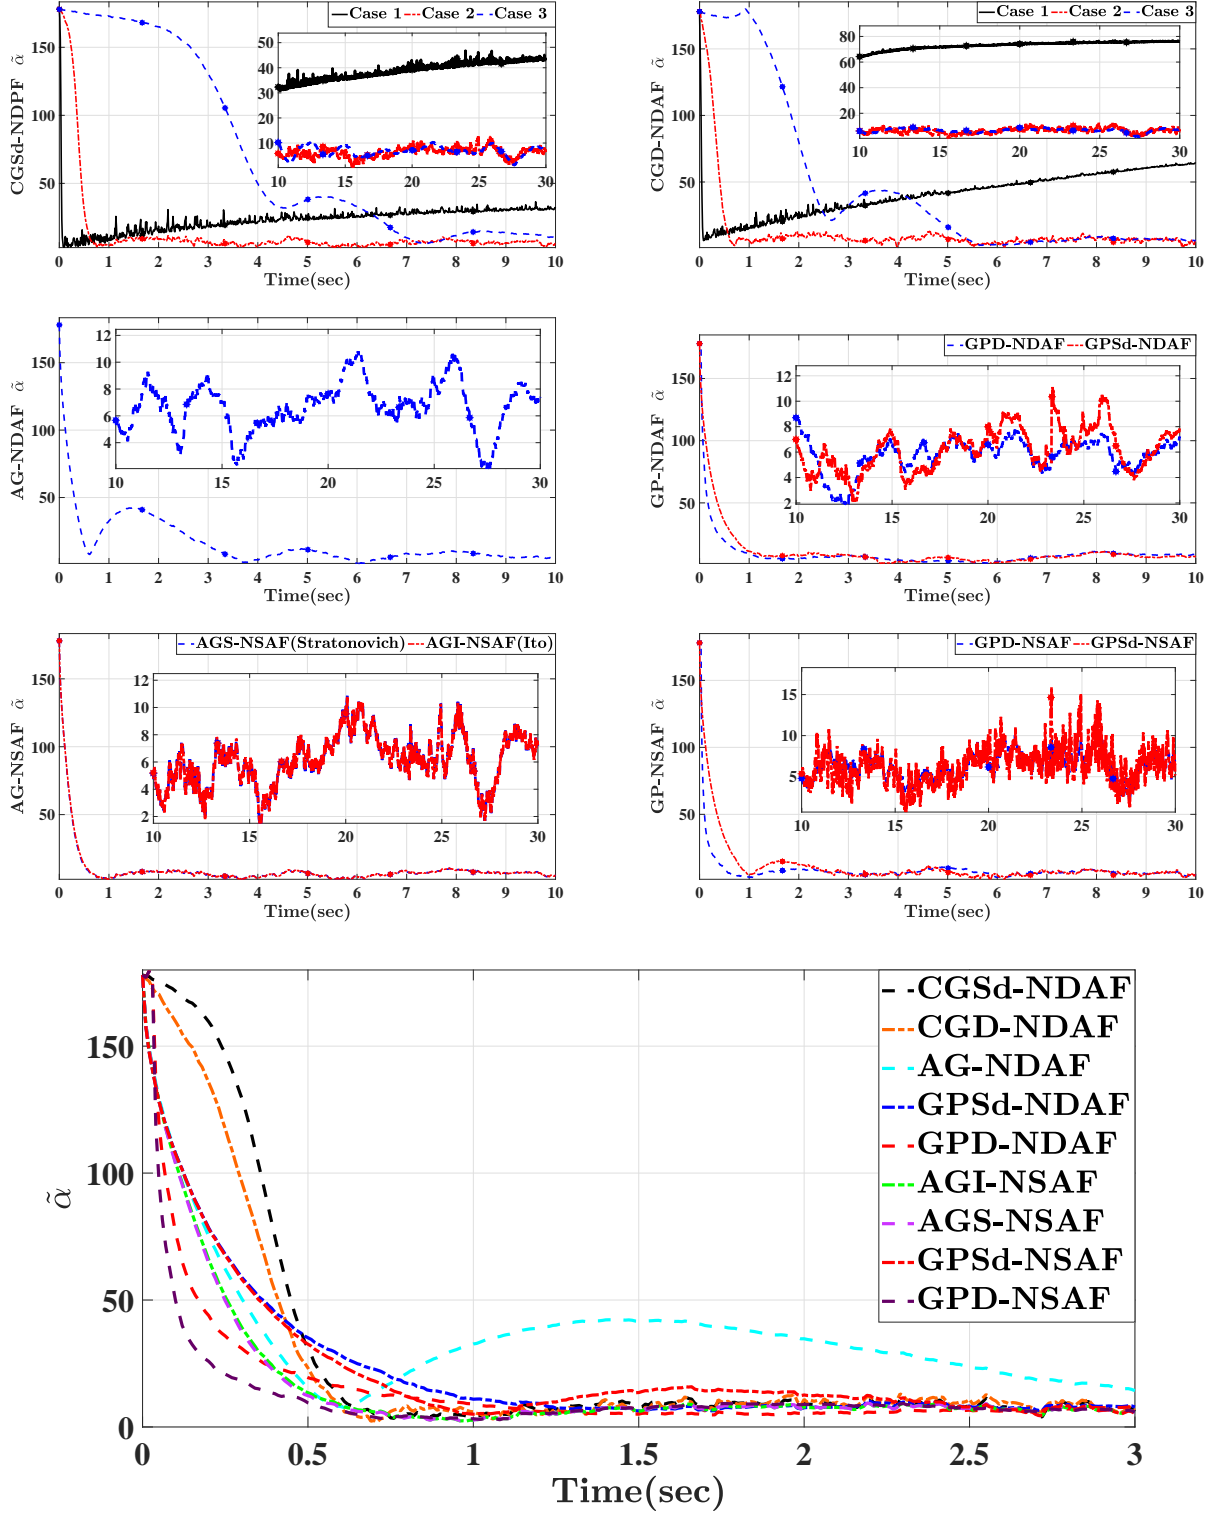 Case 1 Case 2 Case 3
CGSd-NDPF α̃
150
100
50
0 1 2 3 4 5 6 7 8 9 10
Time(sec)
50
40
30
20
10
10 15 20 25 30
Case 1 Case 2 Case 3
CGD-NDAF α̃
150
100
50
0 1 2 3 4 5 6 7 8 9 10
Time(sec)
80
60
40
20
10 15 20 25 30
AG-NDAF α̃
150
100
50
0 1 2 3 4 5 6 7 8 9 10
Time(sec)
12
10
8
6
4
10 15 20 25 30
GPD-NDAF GPSd-NDAF
GP-NDAF α̃
150
100
50
0 1 2 3 4 5 6 7 8 9 10
Time(sec)
12
10
8
6
4
2
10 15 20 25 30
AGS-NSAF(Stratonovich) AGI-NSAF(Ito)
AG-NSAF α̃
150
100
50
0 1 2 3 4 5 6 7 8 9 10
Time(sec)
12
10
8
6
4
2
10 15 20 25 30
GPD-NSAF GPSd-NSAF
GP-NSAF α̃
150
100
50
0 1 2 3 4 5 6 7 8 9 10
Time(sec)
15
10
5
10 15 20 25 30
α̃
150
100
50
0
0 0.5 1 1.5 2 2.5 3
Time(sec)
CGSd-NDAF
CGD-NDAF
AG-NDAF
GPSd-NDAF
GPD-NDAF
AGI-NSAF
AGS-NSAF
GPSd-NSAF
GPD-NSAF